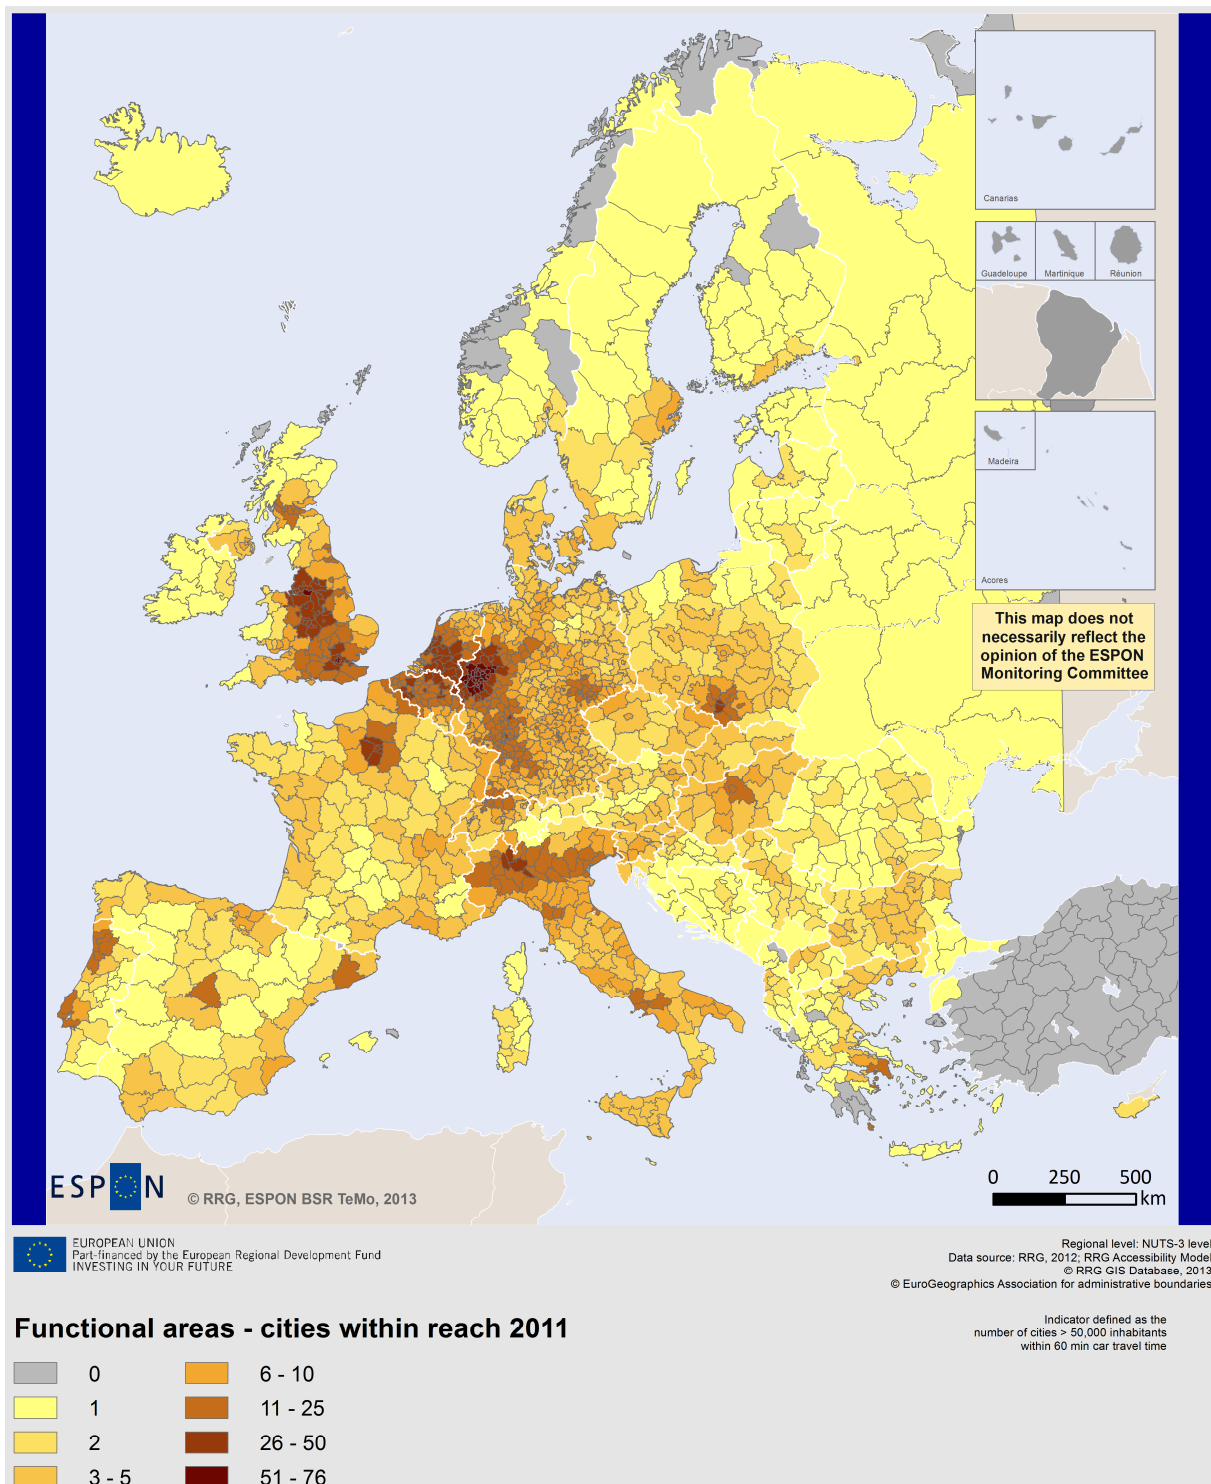 Canarias
Guadeloupe
Martinique
Réunion
Madeira
Acores
This map does not
necessarily reflect the
opinion of the ESPON
Monitoring Committee
ESPON
© RRG, ESPON BSR TeMo, 2013
0 250 500
km
EUROPEAN UNION
Part-financed by the European Regional Development Fund
INVESTING IN YOUR FUTURE
Regional level: NUTS-3 level
Data source: RRG, 2012; RRG Accessibility Model
© RRG GIS Database, 2013
© EuroGeographics Association for administrative boundaries
Functional areas - cities within reach 2011
Indicator defined as the
number of cities > 50,000 inhabitants
within 60 min car travel time
0
1
2
3 - 5
6 - 10
11 - 25
26 - 50
51 - 76